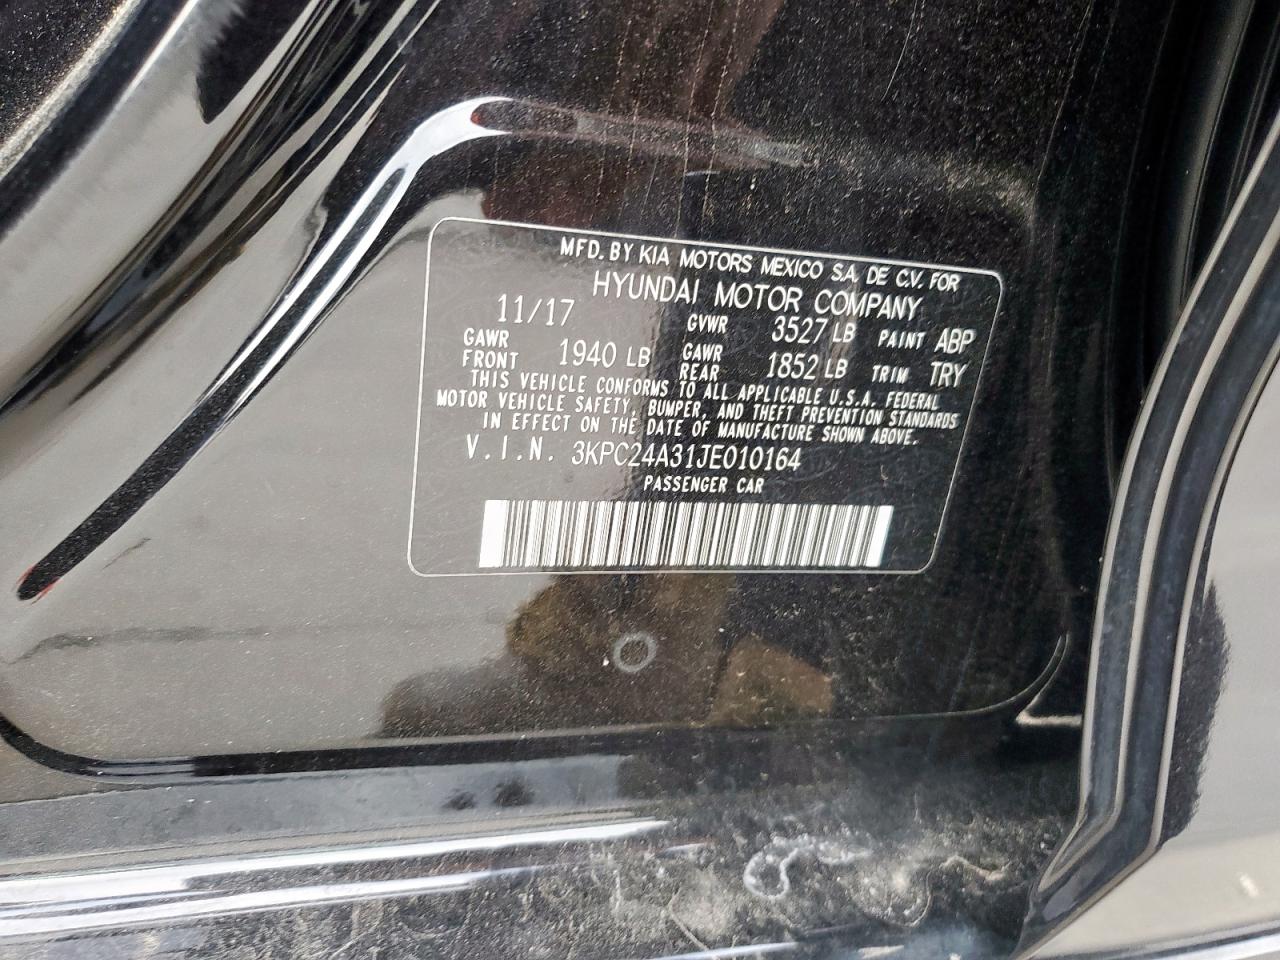 MFD. BY KIA MOTORS MEXICO S.A. DE C.V. FOR
HYUNDAI MOTOR COMPANY
11/17 GVWR 3527 LB PAINT ABP
GAWR FRONT 1940 LB GAWR REAR 1852 LB TRIM TRY
THIS VEHICLE CONFORMS TO ALL APPLICABLE U.S.A. FEDERAL
MOTOR VEHICLE SAFETY, BUMPER, AND THEFT PREVENTION STANDARDS
IN EFFECT ON THE DATE OF MANUFACTURE SHOWN ABOVE.
V.I.N. 3KPC24A31JE010164
PASSENGER CAR